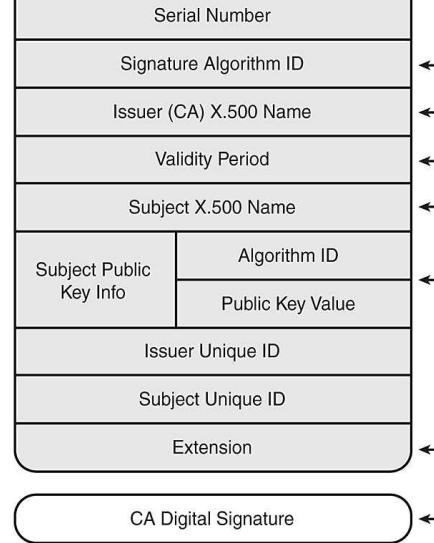 Serial Number
Signature Algorithm ID
Issuer (CA) X.500 Name
Validity Period
Subject X.500 Name
Subject Public
Key Info
Algorithm ID
Public Key Value
Issuer Unique ID
Subject Unique ID
Extension
CA Digital Signature